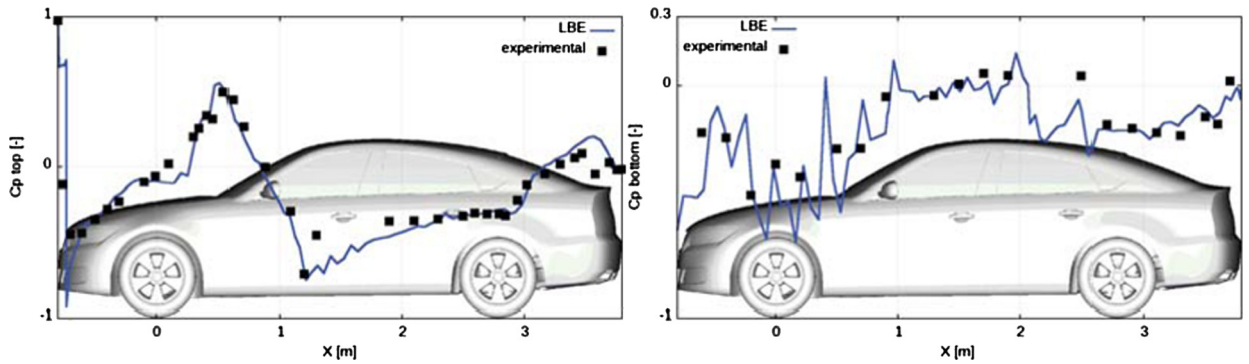 1
LBE
experimental
Cp top [-]
0
-1
0
1
2
3
X [m]
0.3
LBE
experimental
0
Cp bottom [-]
-1
0
1
2
3
X [m]